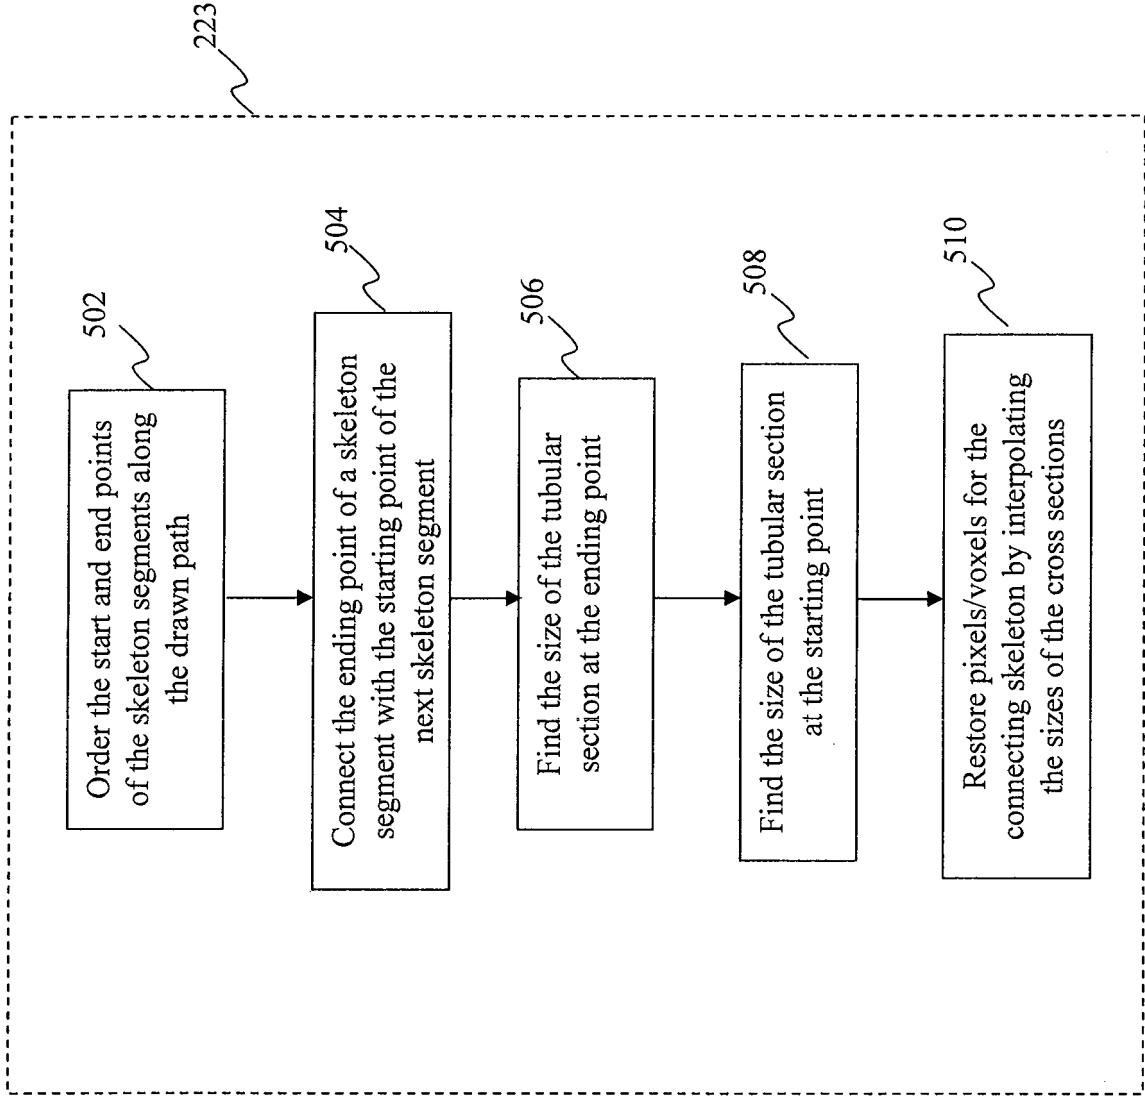 223
502
Order the start and end points
of the skeleton segments along
the drawn path
504
Connect the ending point of a skeleton
segment with the starting point of the
next skeleton segment
506
Find the size of the tubular
section at the ending point
508
Find the size of the tubular section
at the starting point
510
Restore pixels/voxels for the
connecting skeleton by interpolating
the sizes of the cross sections